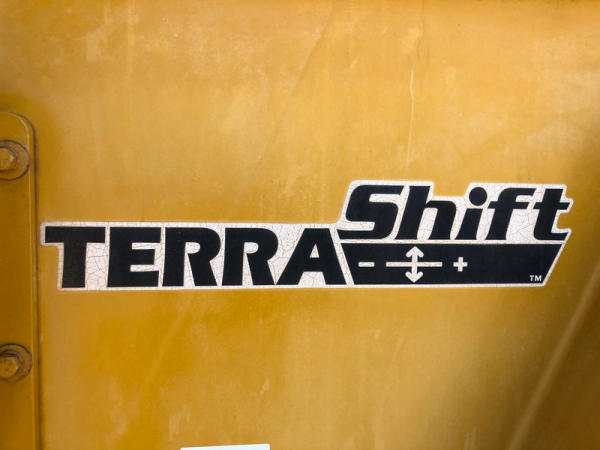 TERRA Shift
- +
TM